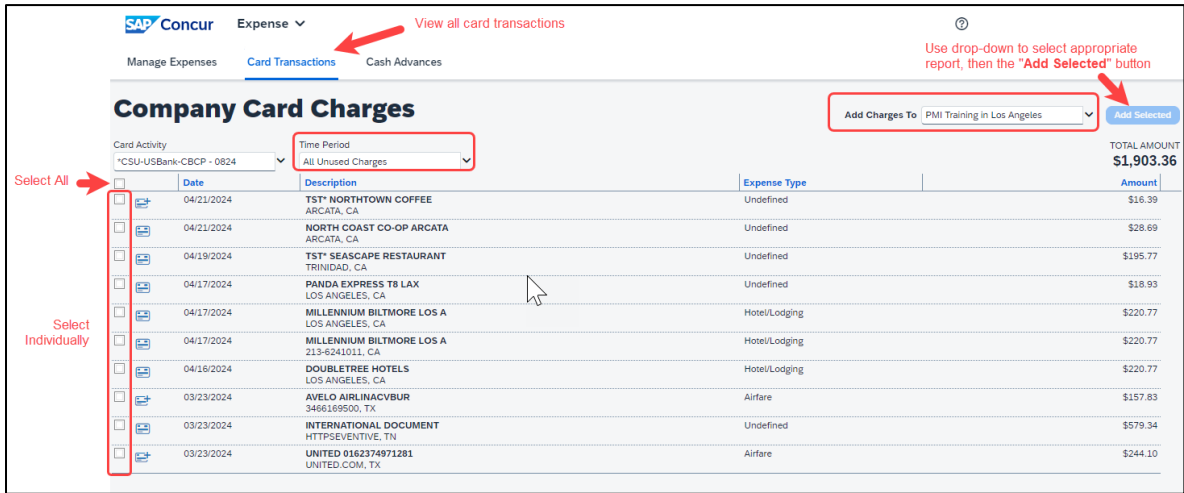 SAP Concur Expense
View all card transactions
Use drop-down to select appropriate
report, then the "Add Selected" button
Manage Expenses Card Transactions Cash Advances
Company Card Charges
Add Charges To PMI Training in Los Angeles Add Selected
Card Activity Time Period TOTAL AMOUNT
*CSU-USBank-CBCP - 0824 All Unused Charges $1,903.36
Select All
Date Description Expense Type Amount
04/21/2024 TST* NORTHTOWN COFFEE Undefined $16.39
ARCATA, CA
04/21/2024 NORTH COAST CO-OP ARCATA Undefined $28.69
ARCATA, CA
04/19/2024 TST* SEASCAPE RESTAURANT Undefined $195.77
TRINIDAD, CA
04/17/2024 PANDA EXPRESS T8 LAX Undefined $18.93
LOS ANGELES, CA
Select
Individually
04/17/2024 MILLENNIUM BILTMORE LOS A Hotel/Lodging $220.77
LOS ANGELES, CA
04/17/2024 MILLENNIUM BILTMORE LOS A Hotel/Lodging $220.77
213-6241011, CA
04/16/2024 DOUBLETREE HOTELS Hotel/Lodging $220.77
LOS ANGELES, CA
03/23/2024 AVELO AIRLINACVBUR Airfare $157.83
3466169500, TX
03/23/2024 INTERNATIONAL DOCUMENT Undefined $579.34
HTTPSEVENTIVE, TN
03/23/2024 UNITED 0162374971281 Airfare $244.10
UNITED.COM, TX